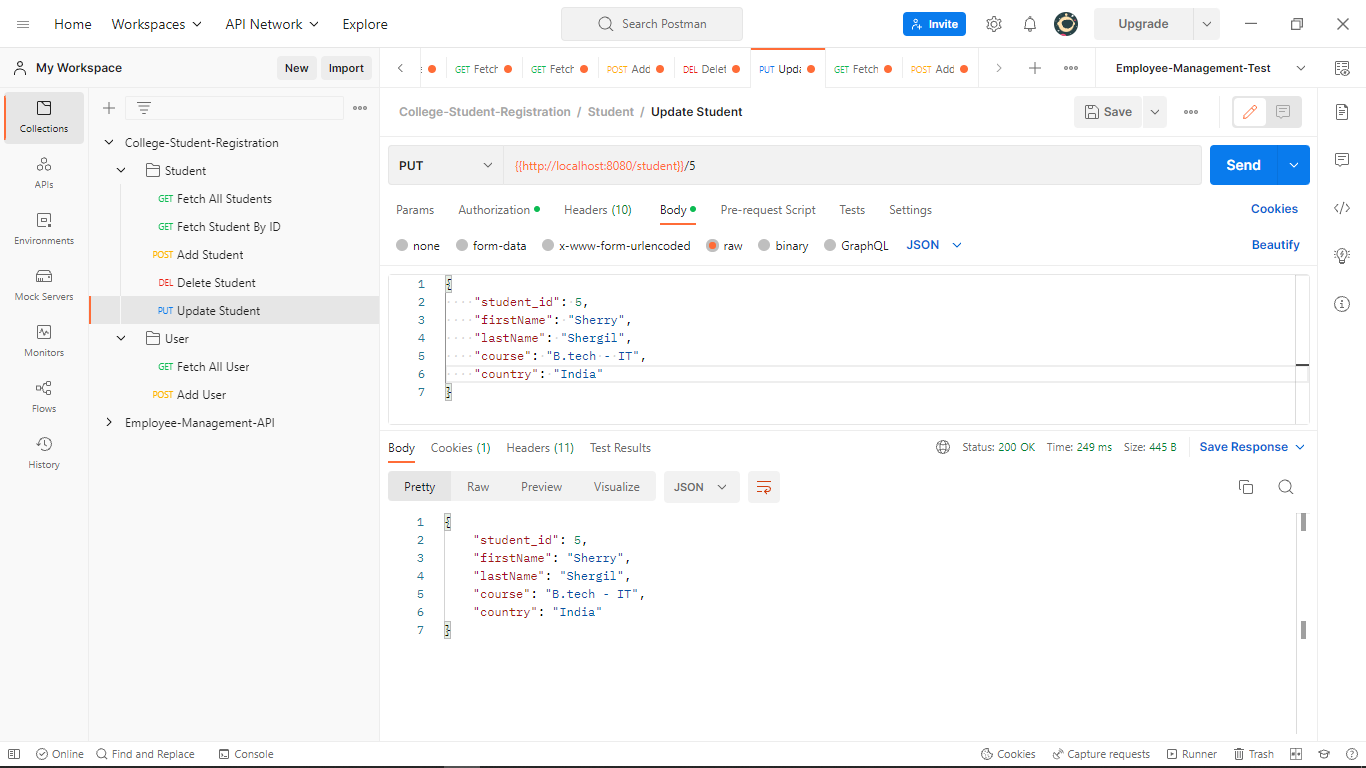 Home Workspaces API Network Explore Search Postman Invite Upgrade
My Workspace New Import
GET Fetch GET Fetch POST Add DEL Delet PUT Upda GET Fetch POST Add Employee-Management-Test
Collections
APIs
Environments
Mock Servers
Monitors
Flows
History
College-Student-Registration
Student
GET Fetch All Students
GET Fetch Student By ID
POST Add Student
DEL Delete Student
PUT Update Student
User
GET Fetch All User
POST Add User
Employee-Management-API
College-Student-Registration / Student / Update Student Save
PUT {{http://localhost:8080/student}}/5 Send
Params Authorization Headers (10) Body Pre-request Script Tests Settings Cookies
none form-data x-www-form-urlencoded raw binary GraphQL JSON Beautify
1 {
2 "student_id": 5,
3 "firstName": "Sherry",
4 "lastName": "Shergil",
5 "course": "B.tech - IT",
6 "country": "India"
7 }
Body Cookies (1) Headers (11) Test Results Status: 200 OK Time: 249 ms Size: 445 B Save Response
Pretty Raw Preview Visualize JSON
1 {
2 "student_id": 5,
3 "firstName": "Sherry",
4 "lastName": "Shergil",
5 "course": "B.tech - IT",
6 "country": "India"
7 }
Online Find and Replace Console Cookies Capture requests Runner Trash